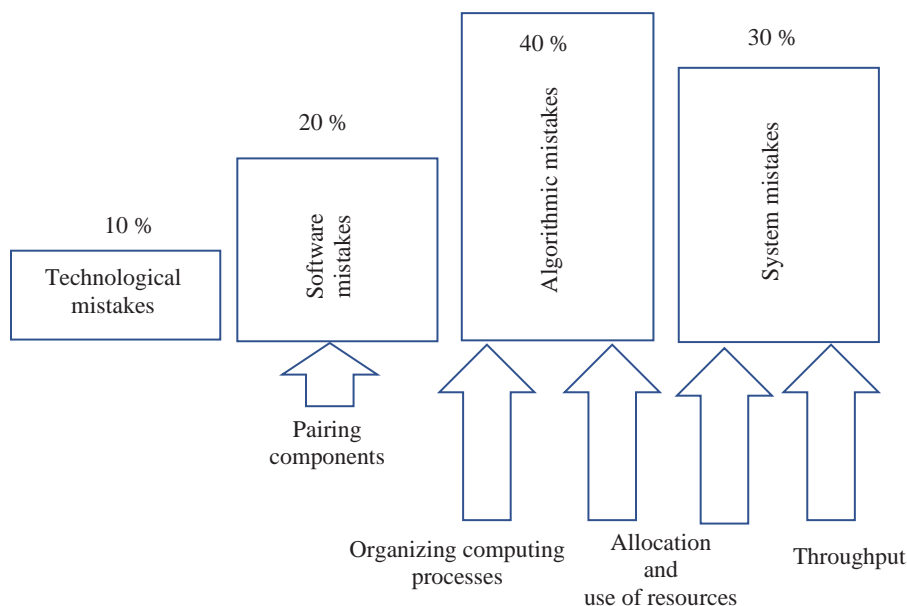 10 %
Technological
mistakes
20 %
Software
mistakes
40 %
Algorithmic mistakes
30 %
System mistakes
Pairing
components
Organizing computing
processes
Allocation
and
use of resources
Throughput